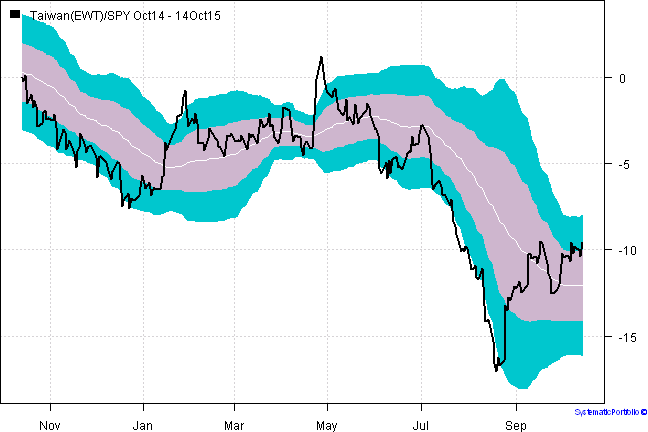 Taiwan(EWT)/SPY Oct14 - 14Oct15
0
-5
-10
-15
Nov Jan Mar May Jul Sep
SystematicPortfolio ©